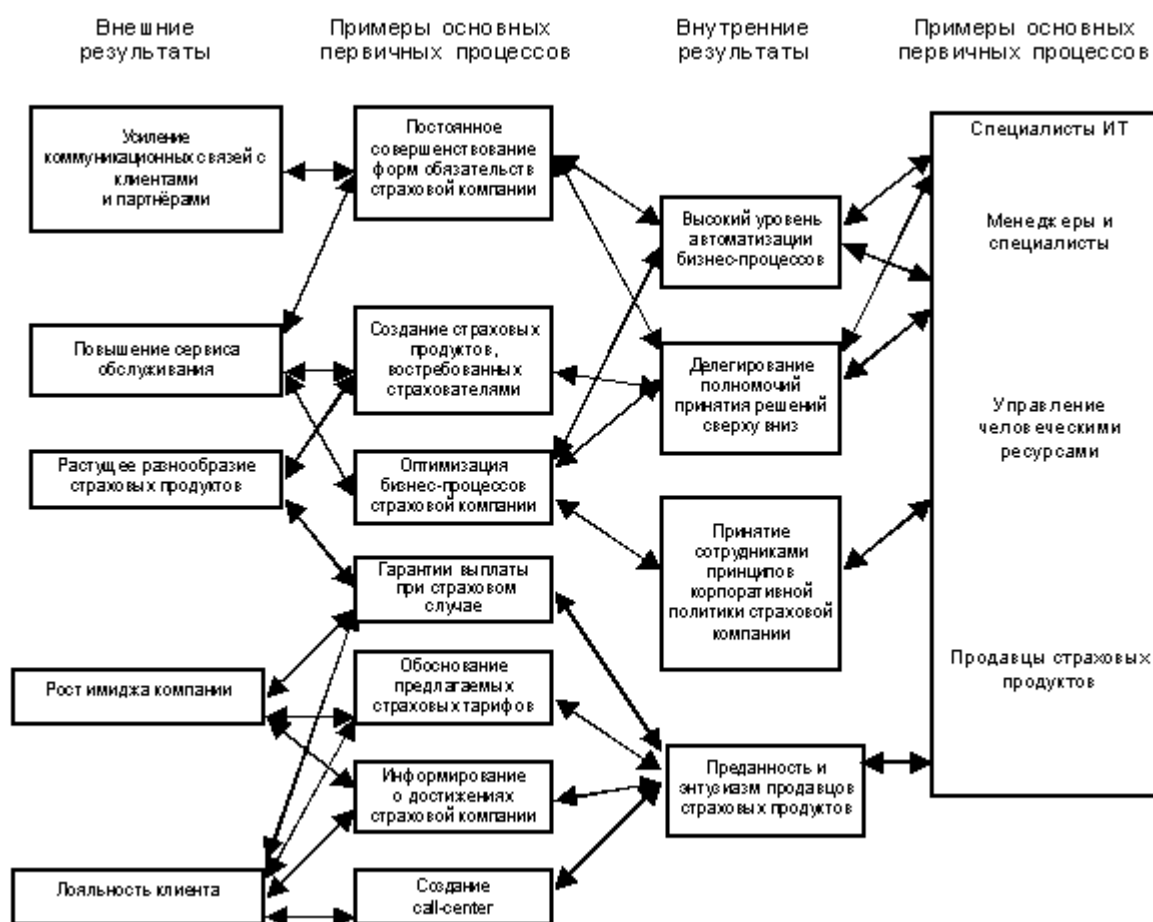 Внешние
результаты
Примеры основных
первичных процессов
Внутренние
результаты
Примеры основных
первичных процессов
Усиление
коммуникационных связей с
клиентами
и партнёрами
Повышение сервиса
обслуживания
Растущее разнообразие
страховых продуктов
Рост имиджа компании
Лояльность клиента
Постоянное
совершенствование
форм обязательств
страховой компании
Создание страховых
продуктов,
востребованных
страхователями
Оптимизация
бизнес-процессов
страховой компании
Гарантии выплаты
при страховом
случае
Обоснование
предлагаемых
страховых тарифов
Информирование
о достижениях
страховой компании
Создание
call-center
Высокий уровень
автоматизации
бизнес-процессов
Делегирование
полномочий
принятия решений
сверху вниз
Принятие
сотрудниками
принципов
корпоративной
политики страховой
компании
Преданность и
энтузиазм продавцов
страховых продуктов
Специалисты ИТ
Менеджеры и
специалисты
Управление
человеческими
ресурсами
Продавцы страховых
продуктов